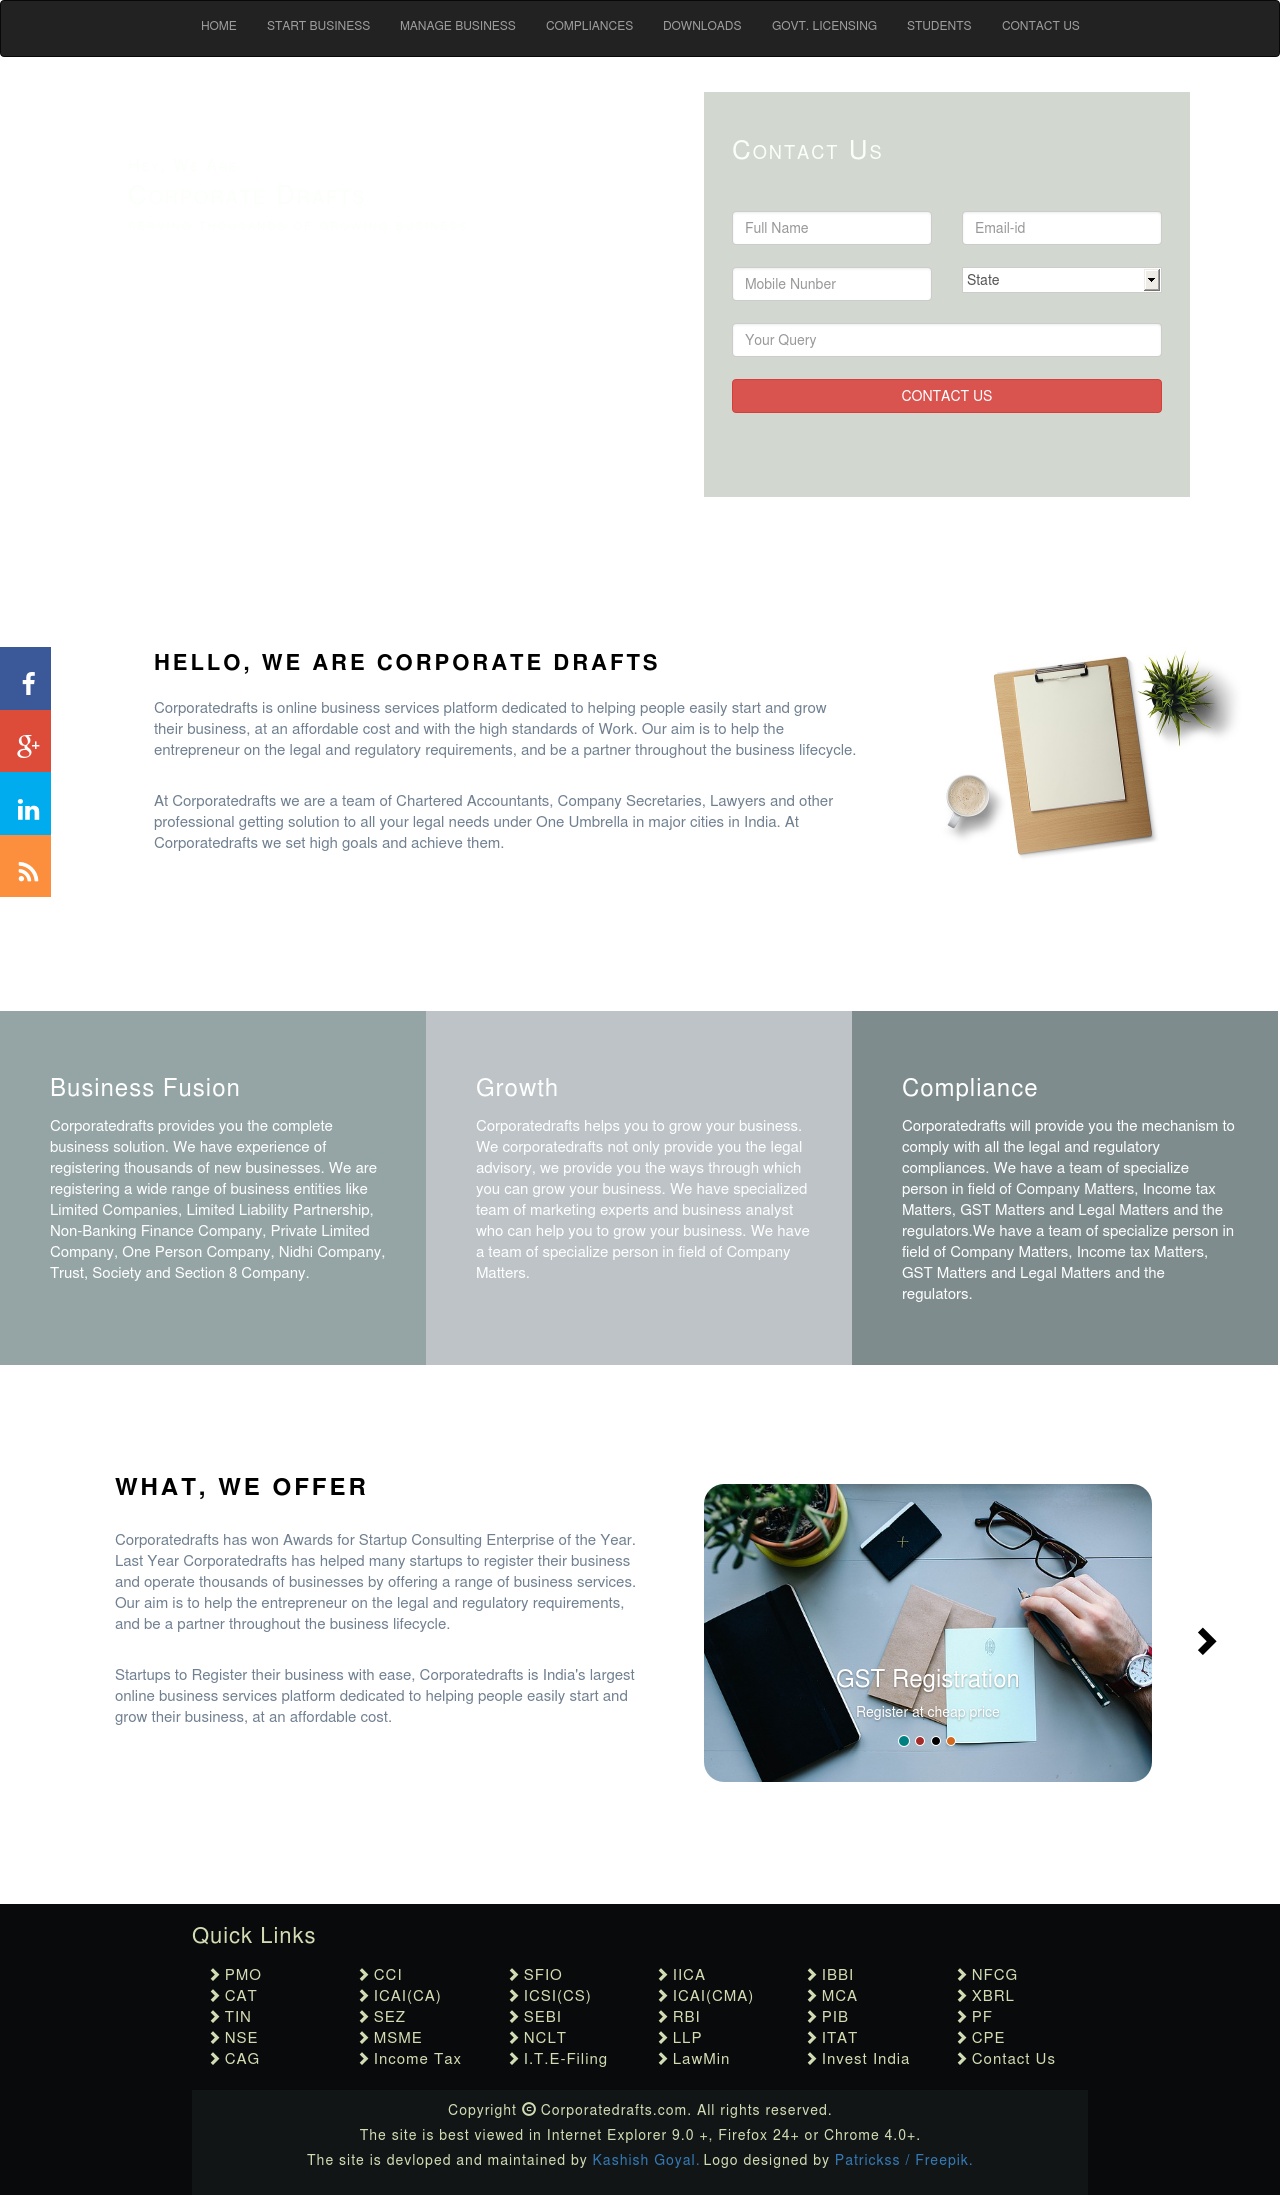 HOME START BUSINESS MANAGE BUSINESS COMPLIANCES DOWNLOADS GOVT. LICENSING STUDENTS CONTACT US
Contact Us
Full Name Email-id
Mobile Nunber State
Your Query
CONTACT US
HELLO, WE ARE CORPORATE DRAFTS
Corporatedrafts is online business services platform dedicated to helping people easily start and grow
their business, at an affordable cost and with the high standards of Work. Our aim is to help the
entrepreneur on the legal and regulatory requirements, and be a partner throughout the business lifecycle.
At Corporatedrafts we are a team of Chartered Accountants, Company Secretaries, Lawyers and other
professional getting solution to all your legal needs under One Umbrella in major cities in India. At
Corporatedrafts we set high goals and achieve them.
Business Fusion
Corporatedrafts provides you the complete
business solution. We have experience of
registering thousands of new businesses. We are
registering a wide range of business entities like
Limited Companies, Limited Liability Partnership,
Non-Banking Finance Company, Private Limited
Company, One Person Company, Nidhi Company,
Trust, Society and Section 8 Company.
Growth
Corporatedrafts helps you to grow your business.
We corporatedrafts not only provide you the legal
advisory, we provide you the ways through which
you can grow your business. We have specialized
team of marketing experts and business analyst
who can help you to grow your business. We have
a team of specialize person in field of Company
Matters.
Compliance
Corporatedrafts will provide you the mechanism to
comply with all the legal and regulatory
compliances. We have a team of specialize
person in field of Company Matters, Income tax
Matters, GST Matters and Legal Matters and the
regulators.We have a team of specialize person in
field of Company Matters, Income tax Matters,
GST Matters and Legal Matters and the
regulators.
WHAT, WE OFFER
Corporatedrafts has won Awards for Startup Consulting Enterprise of the Year.
Last Year Corporatedrafts has helped many startups to register their business
and operate thousands of businesses by offering a range of business services.
Our aim is to help the entrepreneur on the legal and regulatory requirements,
and be a partner throughout the business lifecycle.
Startups to Register their business with ease, Corporatedrafts is India's largest
online business services platform dedicated to helping people easily start and
grow their business, at an affordable cost.
GST Registration
Register at cheap price
Quick Links
PMO CCI SFIO IICA IBBI NFCG
CAT ICAI(CA) ICSI(CS) ICAI(CMA) MCA XBRL
TIN SEZ SEBI RBI PIB PF
NSE MSME NCLT LLP ITAT CPE
CAG Income Tax I.T.E-Filing LawMin Invest India Contact Us
Copyright © Corporatedrafts.com. All rights reserved.
The site is best viewed in Internet Explorer 9.0 +, Firefox 24+ or Chrome 4.0+.
The site is devloped and maintained by Kashish Goyal. Logo designed by Patrickss / Freepik.